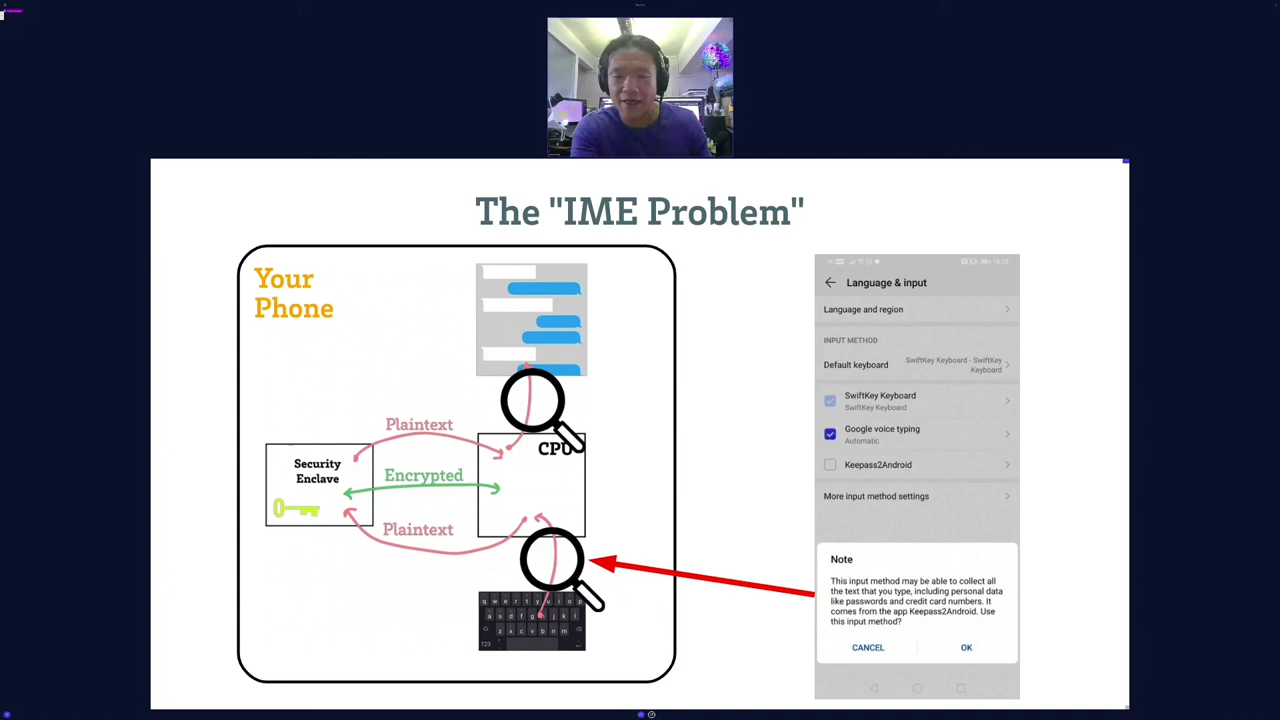 The "IME Problem"
Your
Phone
Plaintext
CPU
Security
Enclave
Encrypted
Plaintext
q w e r t y u i o p
a s d f g j k l
z x c v b n m
123
16:28
Language & input
Language and region
INPUT METHOD
Default keyboard
SwiftKey Keyboard - SwiftKey
Keyboard
SwiftKey Keyboard
SwiftKey Keyboard
Google voice typing
Automatic
Keepass2Android
More input method settings
Note
This input method may be able to collect all
the text that you type, including personal data
like passwords and credit card numbers. It
comes from the app Keepass2Android. Use
this input method?
CANCEL
OK